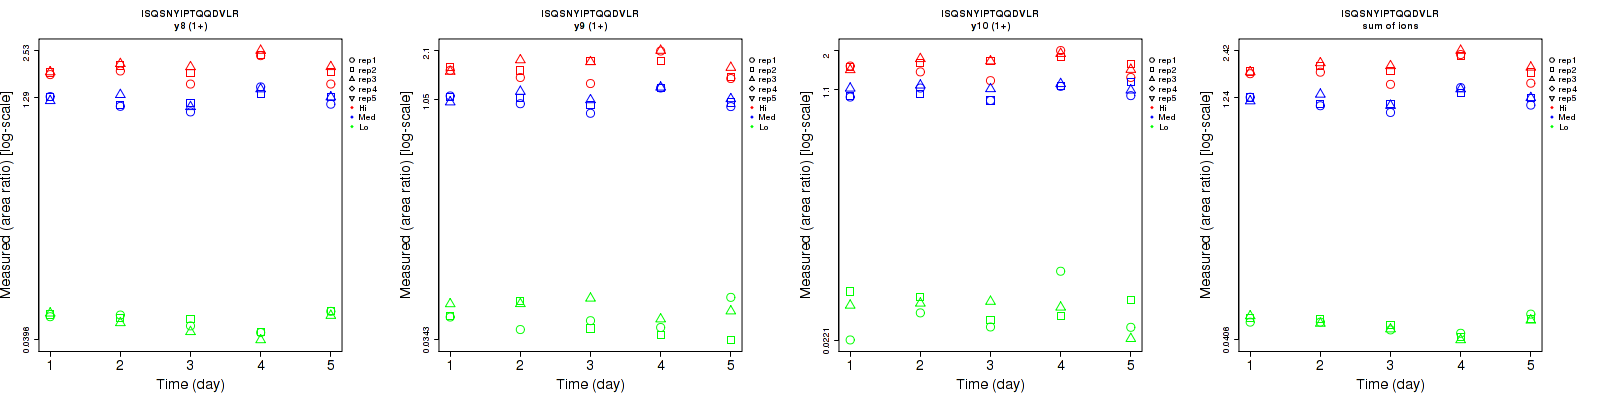 ISQSNYIPTQQDVLR
y8 (1+)
Measured (area ratio) [log-scale]
2.53
1.29
0.0396
1 2 3 4 5
Time (day)
rep1
rep2
rep3
rep4
rep5
Hi
Med
Lo
ISQSNYIPTQQDVLR
y9 (1+)
Measured (area ratio) [log-scale]
2.1
1.05
0.0343
1 2 3 4 5
Time (day)
rep1
rep2
rep3
rep4
rep5
Hi
Med
Lo
ISQSNYIPTQQDVLR
y10 (1+)
Measured (area ratio) [log-scale]
2
1.1
0.0221
1 2 3 4 5
Time (day)
rep1
rep2
rep3
rep4
rep5
Hi
Med
Lo
ISQSNYIPTQQDVLR
sum of ions
Measured (area ratio) [log-scale]
2.42
1.24
0.0406
1 2 3 4 5
Time (day)
rep1
rep2
rep3
rep4
rep5
Hi
Med
Lo